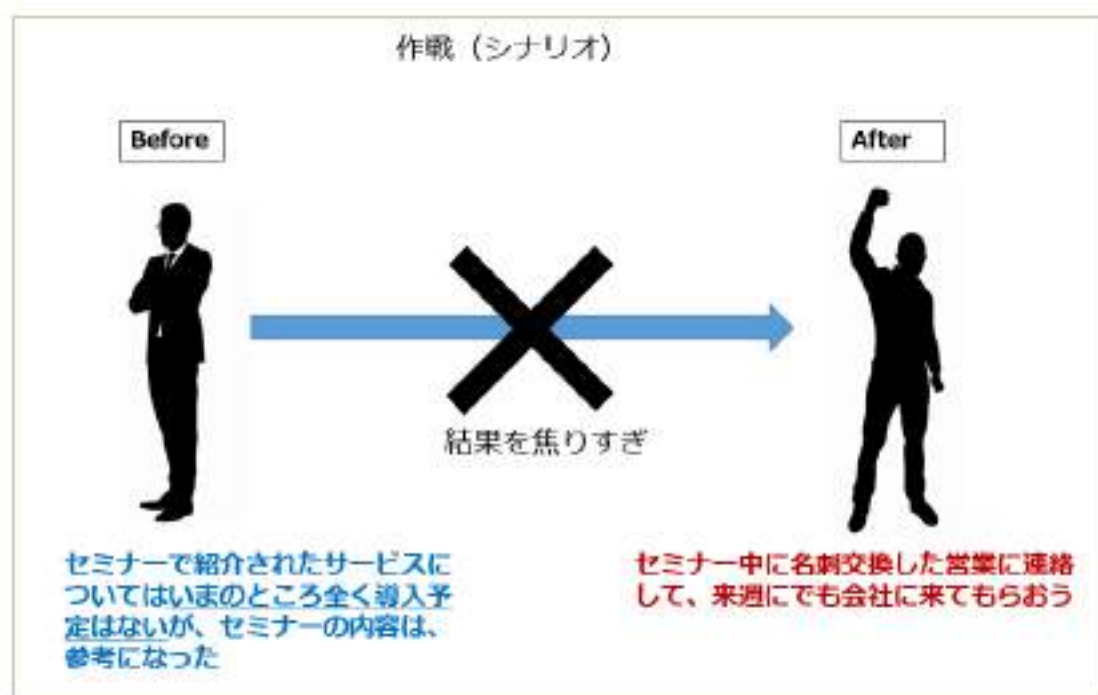 作戦（シナリオ）
Before
After
結果を焦りすぎ
セミナーで紹介されたサービスに
ついてはいまのところ全く導入予
定はないが、セミナーの内容は、
参考になった
セミナー中に名刺交換した営業に連絡
して、来週にでも会社に来てもらおう